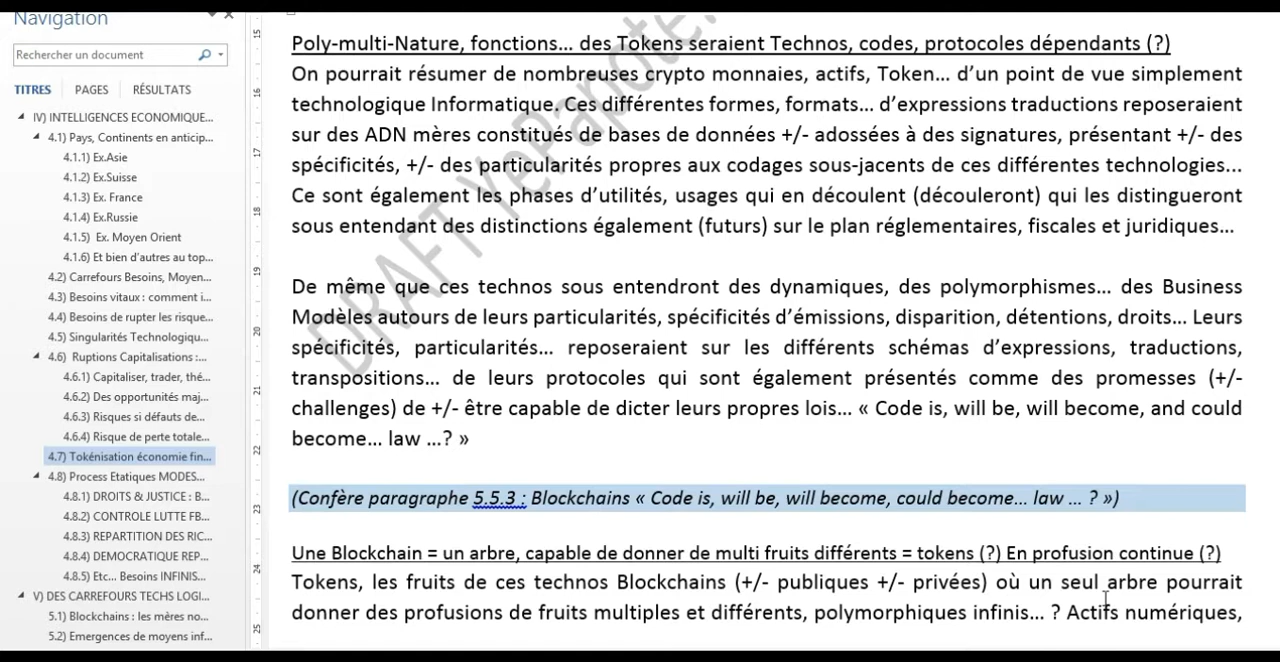 Navigation
Rechercher un document
TITRES PAGES RÉSULTATS
IV) INTELLIGENCES ECONOMIQUE...
4.1) Pays, Continents en anticip...
4.1.1) Ex.Asie
4.1.2) Ex.Suisse
4.1.3) Ex. France
4.1.4) Ex.Russie
4.1.5) Ex. Moyen Orient
4.1.6) Et bien d'autres au top...
4.2) Carrefours Besoins, Moyen...
4.3) Besoins vitaux : comment i...
4.4) Besoins de rupter les risque...
4.5) Singularités Technologiqu...
4.6) Ruptions Capitalisations :...
4.6.1) Capitaliser, trader, thé...
4.6.2) Des opportunités maj...
4.6.3) Risques si défauts de...
4.6.4) Risque de perte totale...
4.7) Tokénisation économie fin...
4.8) Process Etatiques MODES...
4.8.1) DROITS & JUSTICE : B...
4.8.2) CONTROLE LUTTE FB...
4.8.3) REPARTITION DES RIC...
4.8.4) DEMOCRATIQUE REP...
4.8.5) Etc... Besoins INFINIS...
V) DES CARREFOURS TECHS LOGI...
5.1) Blockchains : les mères no...
5.2) Emergences de moyens inf...
15
16
17
18
19
20
21
22
23
24
25
DRAFT YePapote.
Poly-multi-Nature, fonctions... des Tokens seraient Technos, codes, protocoles dépendants (?)
On pourrait résumer de nombreuses crypto monnaies, actifs, Token... d'un point de vue simplement
technologique Informatique. Ces différentes formes, formats... d'expressions traductions reposeraient
sur des ADN mères constitués de bases de données +/- adossées à des signatures, présentant +/- des
spécificités, +/- des particularités propres aux codages sous-jacents de ces différentes technologies...
Ce sont également les phases d'utilités, usages qui en découlent (découleront) qui les distingueront
sous entendant des distinctions également (futurs) sur le plan réglementaires, fiscales et juridiques...
De même que ces technos sous entendront des dynamiques, des polymorphismes... des Business
Modèles autours de leurs particularités, spécificités d'émissions, disparition, détentions, droits... Leurs
spécificités, particularités... reposeraient sur les différents schémas d'expressions, traductions,
transpositions... de leurs protocoles qui sont également présentés comme des promesses (+/-
challenges) de +/- être capable de dicter leurs propres lois... « Code is, will be, will become, and could
become... law ...? »
(Confère paragraphe 5.5.3 : Blockchains « Code is, will be, will become, could become... law ... ? »)
Une Blockchain = un arbre, capable de donner de multi fruits différents = tokens (?) En profusion continue (?)
Tokens, les fruits de ces technos Blockchains (+/- publiques +/- privées) où un seul arbre pourrait
donner des profusions de fruits multiples et différents, polymorphiques infinis... ? Actifs numériques,